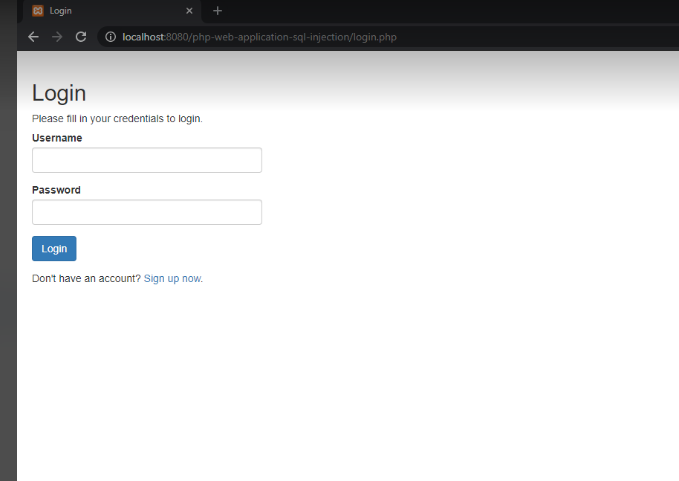 Login
localhost:8080/php-web-application-sql-injection/login.php
Login
Please fill in your credentials to login.
Username
Password
Login
Don't have an account? Sign up now.